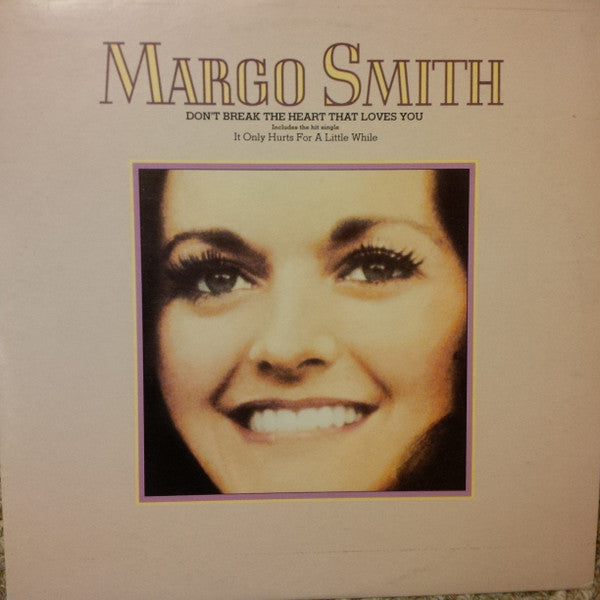 MARGO SMITH
DON'T BREAK THE HEART THAT LOVES YOU
Includes the hit single
It Only Hurts For A Little While